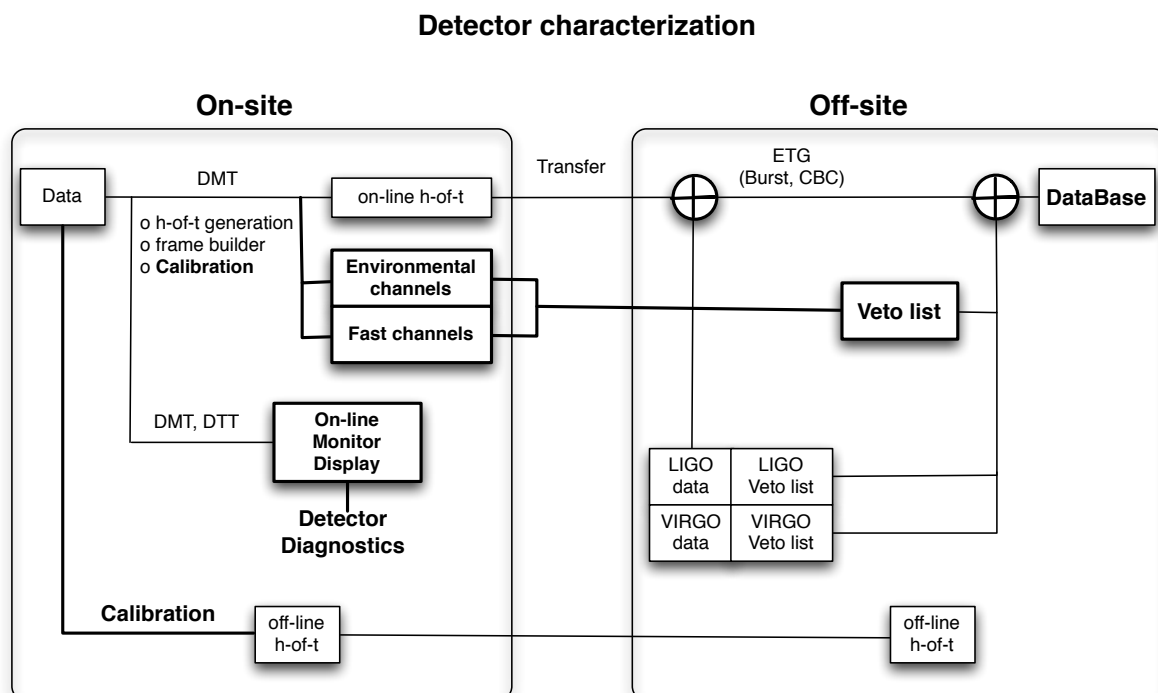 Detector characterization
On-site
Off-site
Data
DMT
on-line h-of-t
Transfer
ETG
(Burst, CBC)
DataBase
o h-of-t generation
o frame builder
o Calibration
Environmental
channels
Fast channels
Veto list
DMT, DTT
On-line
Monitor
Display
Detector
Diagnostics
LIGO
data
LIGO
Veto list
VIRGO
data
VIRGO
Veto list
Calibration
off-line
h-of-t
off-line
h-of-t